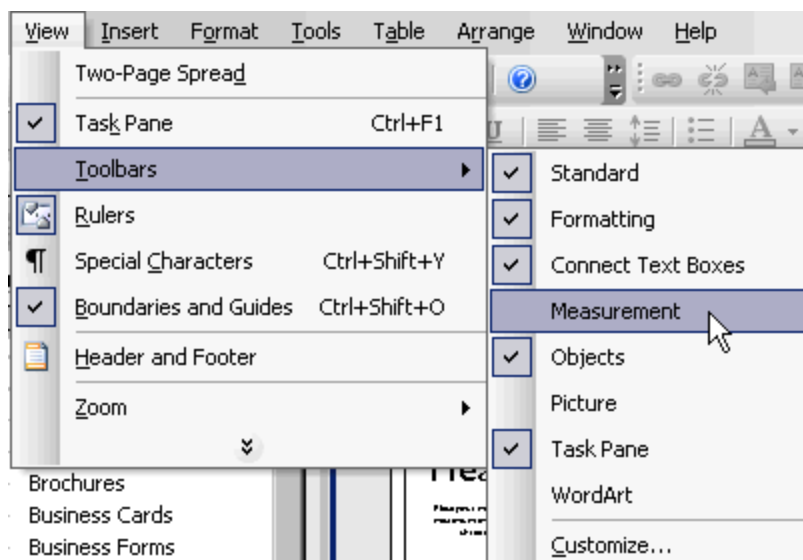 View Insert Format Tools Table Arrange Window Help
Two-Page Spread
Task Pane Ctrl+F1
Toolbars
Rulers
Special Characters Ctrl+Shift+Y
Boundaries and Guides Ctrl+Shift+O
Header and Footer
Zoom
Standard
Formatting
Connect Text Boxes
Measurement
Objects
Picture
Task Pane
WordArt
Customize...
U A
Brochures
Business Cards
Business Forms